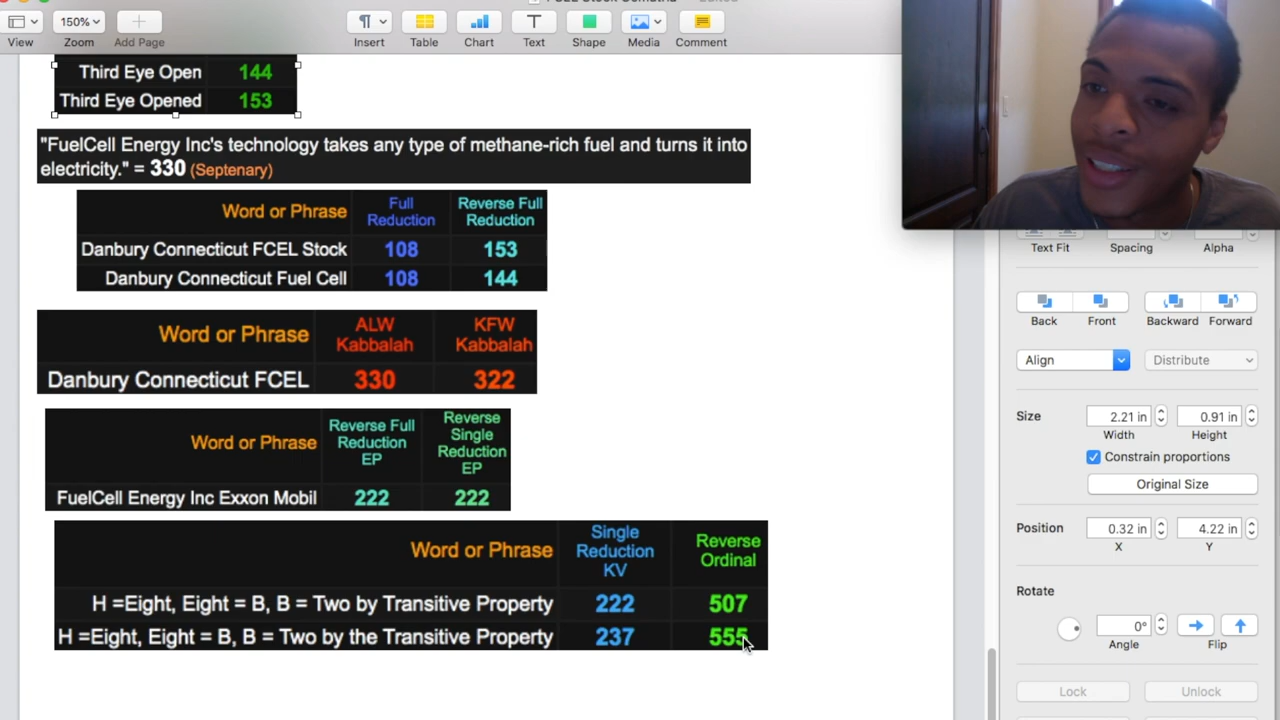 150%
View
Zoom
Add Page
Insert
Table
Chart
Text
Shape
Media
Comment
Third Eye Open 144
Third Eye Opened 153
"FuelCell Energy Inc's technology takes any type of methane-rich fuel and turns it into
electricity." = 330 (Septenary)
Word or Phrase Full Reduction Reverse Full Reduction
Danbury Connecticut FCEL Stock 108 153
Danbury Connecticut Fuel Cell 108 144
Word or Phrase ALW Kabbalah KFW Kabbalah
Danbury Connecticut FCEL 330 322
Word or Phrase Reverse Full Reduction EP Reverse Single Reduction EP
FuelCell Energy Inc Exxon Mobil 222 222
Word or Phrase Single Reduction KV Reverse Ordinal
H =Eight, Eight = B, B = Two by Transitive Property 222 507
H =Eight, Eight = B, B = Two by the Transitive Property 237 555
Text Fit
Spacing
Alpha
Back
Front
Backward
Forward
Align
Distribute
Size
2.21 in
0.91 in
Width
Height
Constrain proportions
Original Size
Position
0.32 in
4.22 in
X
Y
Rotate
0°
Angle
Flip
Lock
Unlock